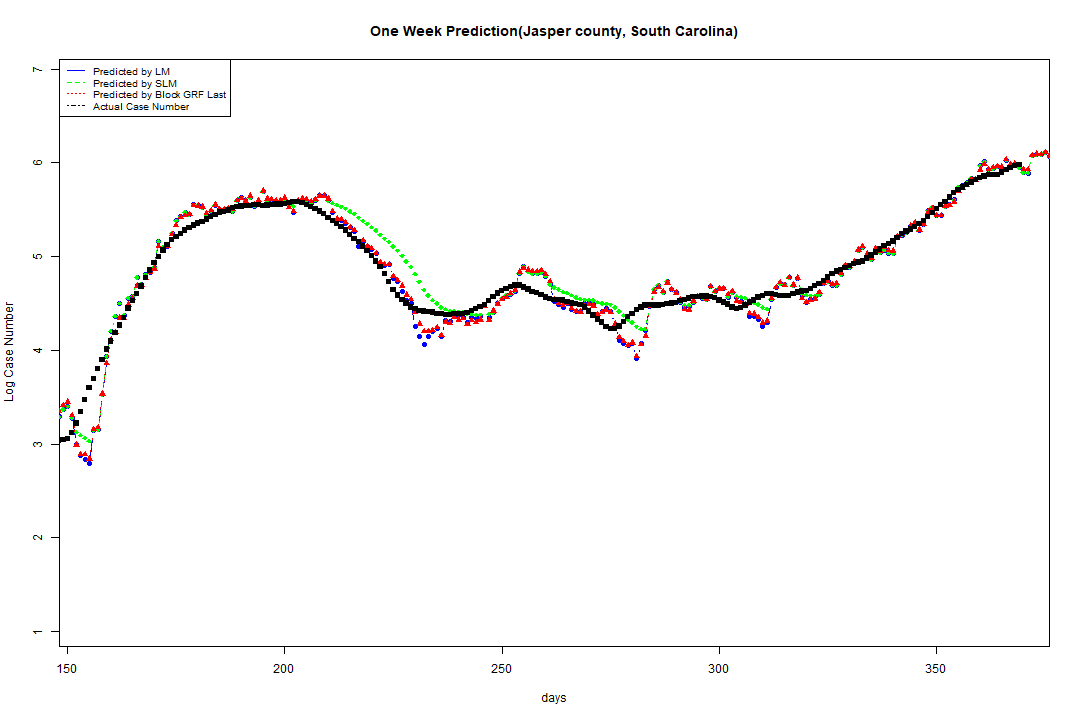 One Week Prediction(Jasper county, South Carolina)
Predicted by LM
Predicted by SLM
Predicted by Block GRF Last
Actual Case Number
7
6
5
4
3
2
1
Log Case Number
150 200 250 300 350
days